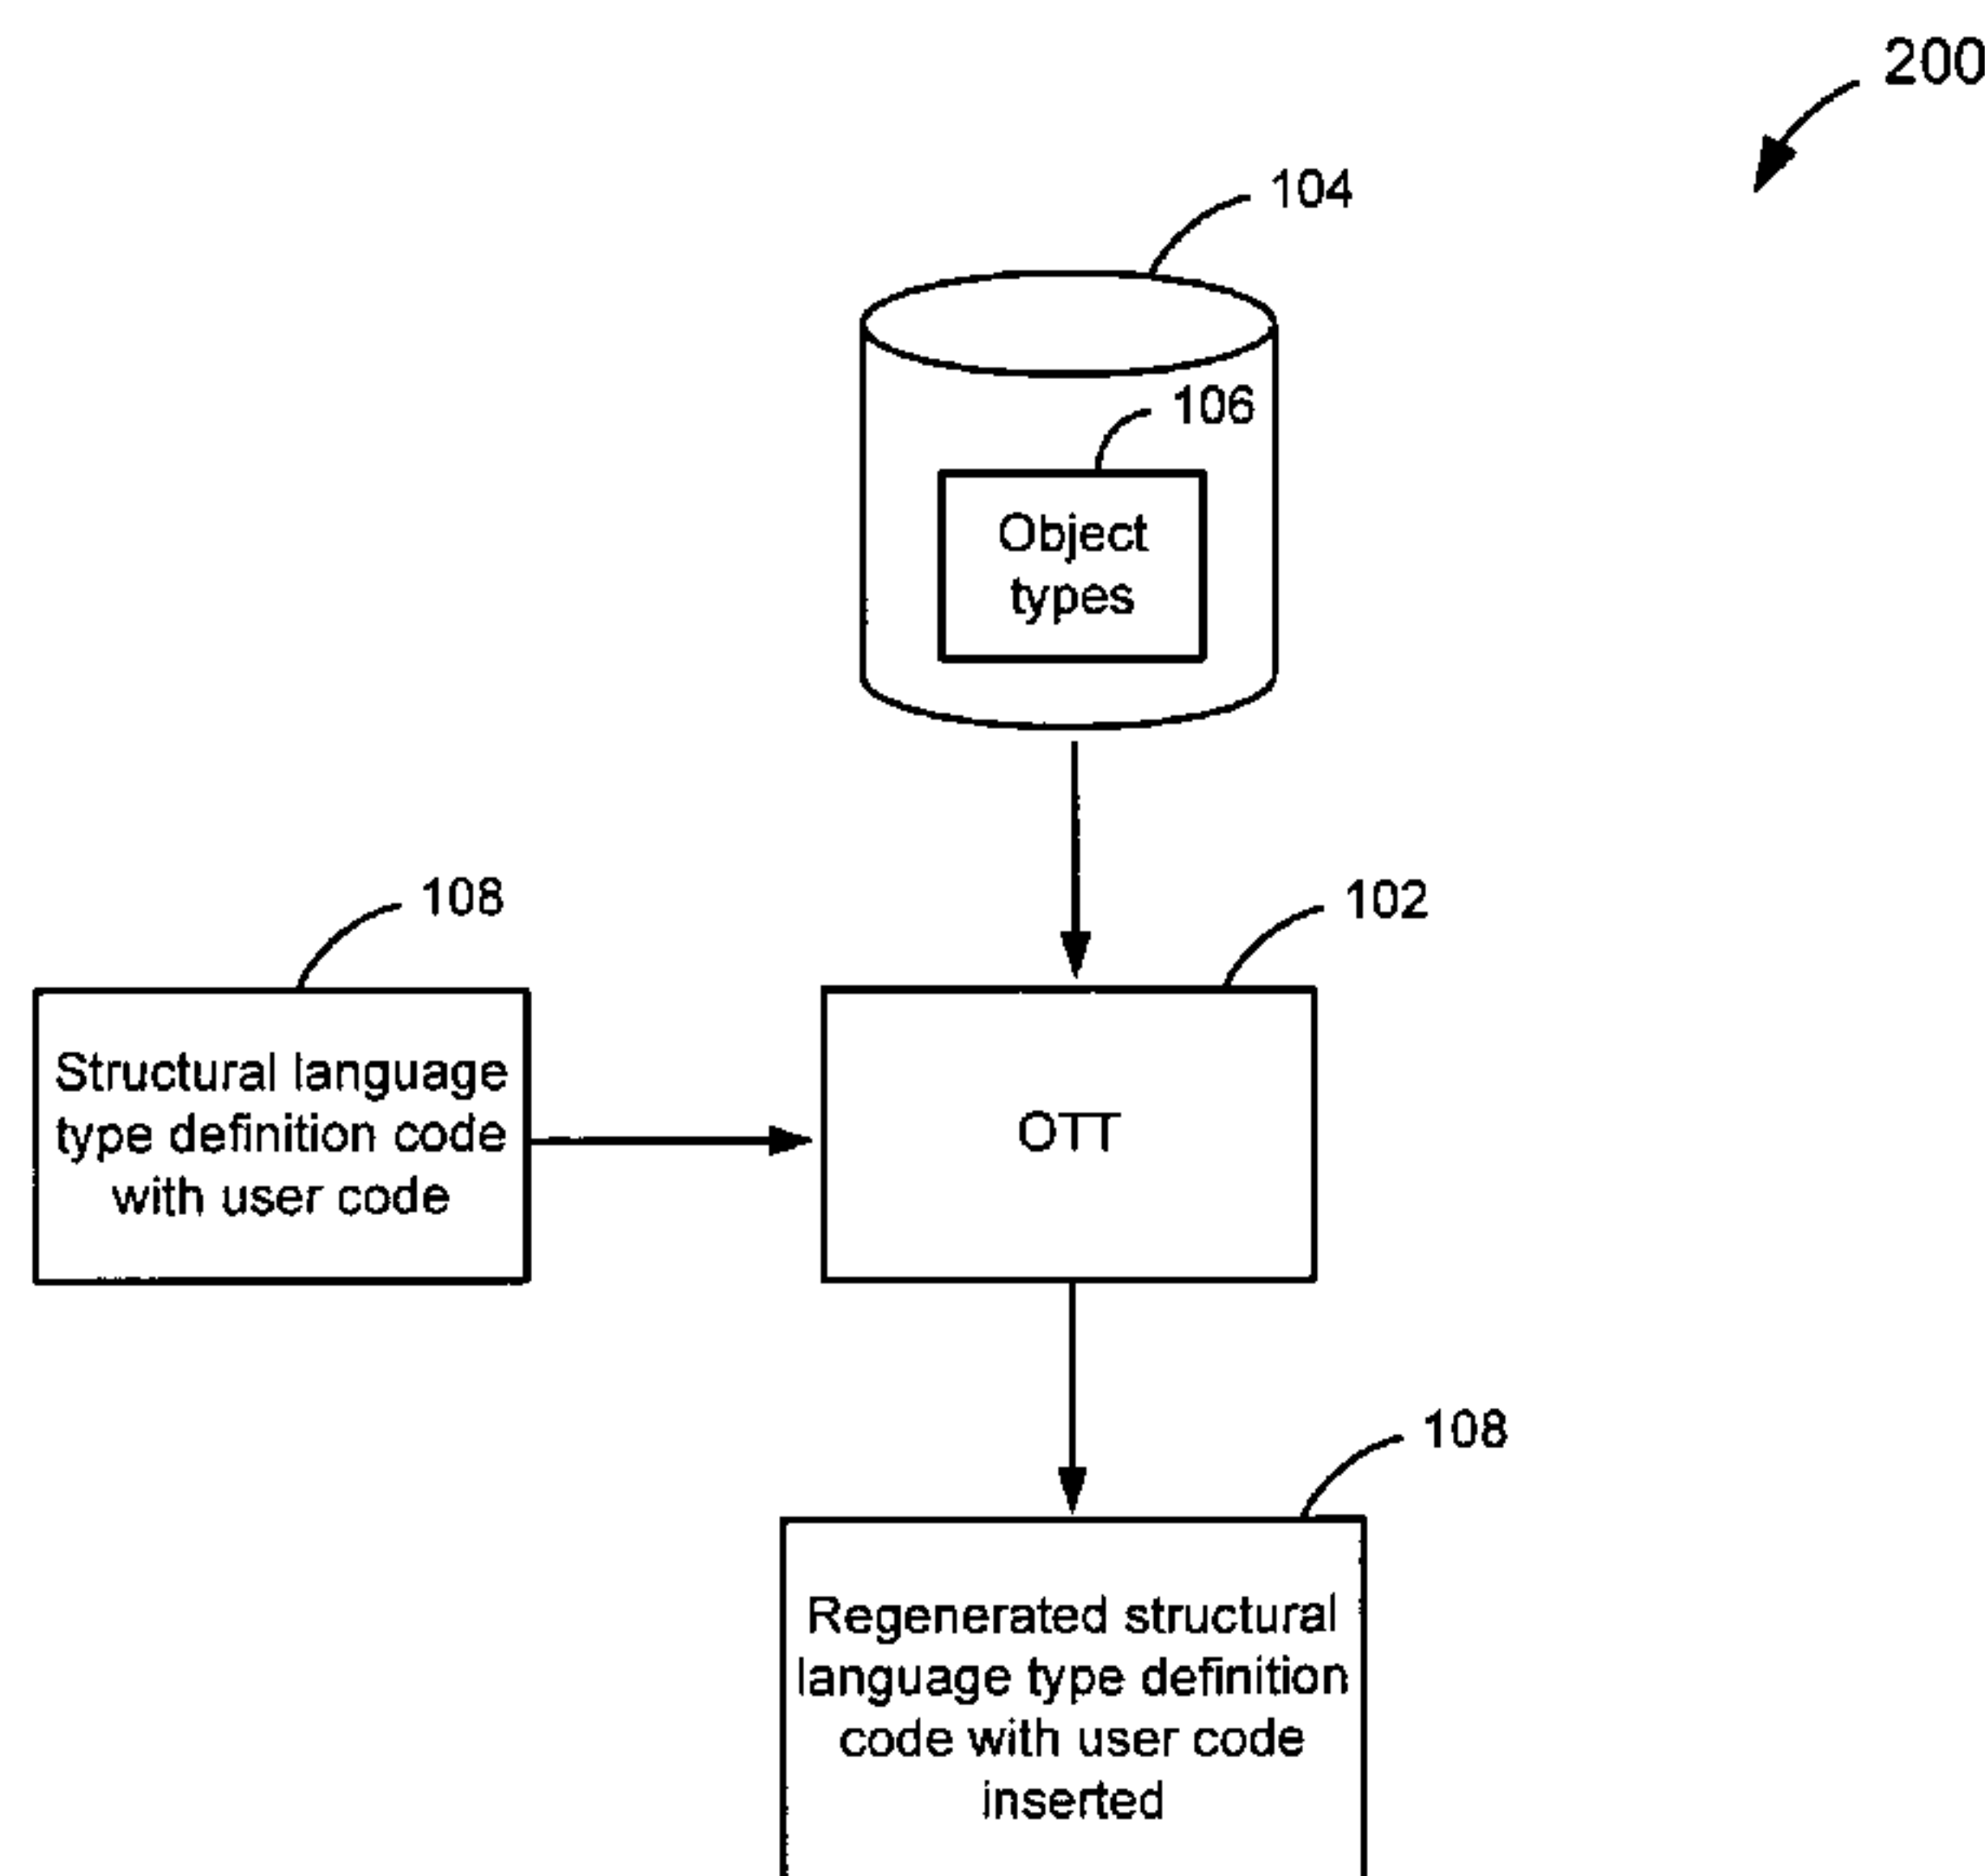 200
104
106
Object
types
108
102
Structural language
type definition code
with user code
OTT
108
Regenerated structural
language type definition
code with user code
inserted